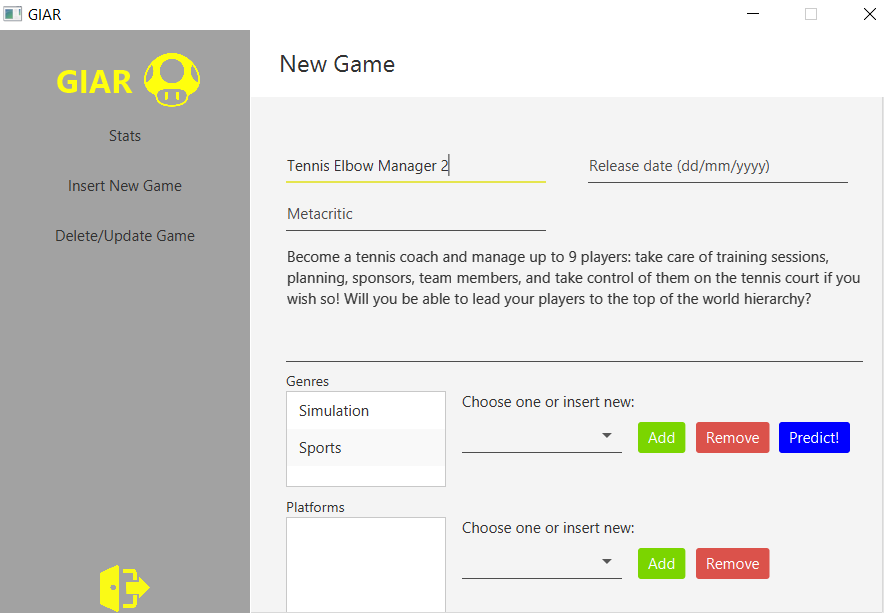 GIAR
GIAR
Stats
Insert New Game
Delete/Update Game
New Game
Tennis Elbow Manager 2
Release date (dd/mm/yyyy)
Metacritic
Become a tennis coach and manage up to 9 players: take care of training sessions,
planning, sponsors, team members, and take control of them on the tennis court if you
wish so! Will you be able to lead your players to the top of the world hierarchy?
Genres
Simulation
Sports
Choose one or insert new:
Add Remove Predict!
Platforms
Choose one or insert new:
Add Remove